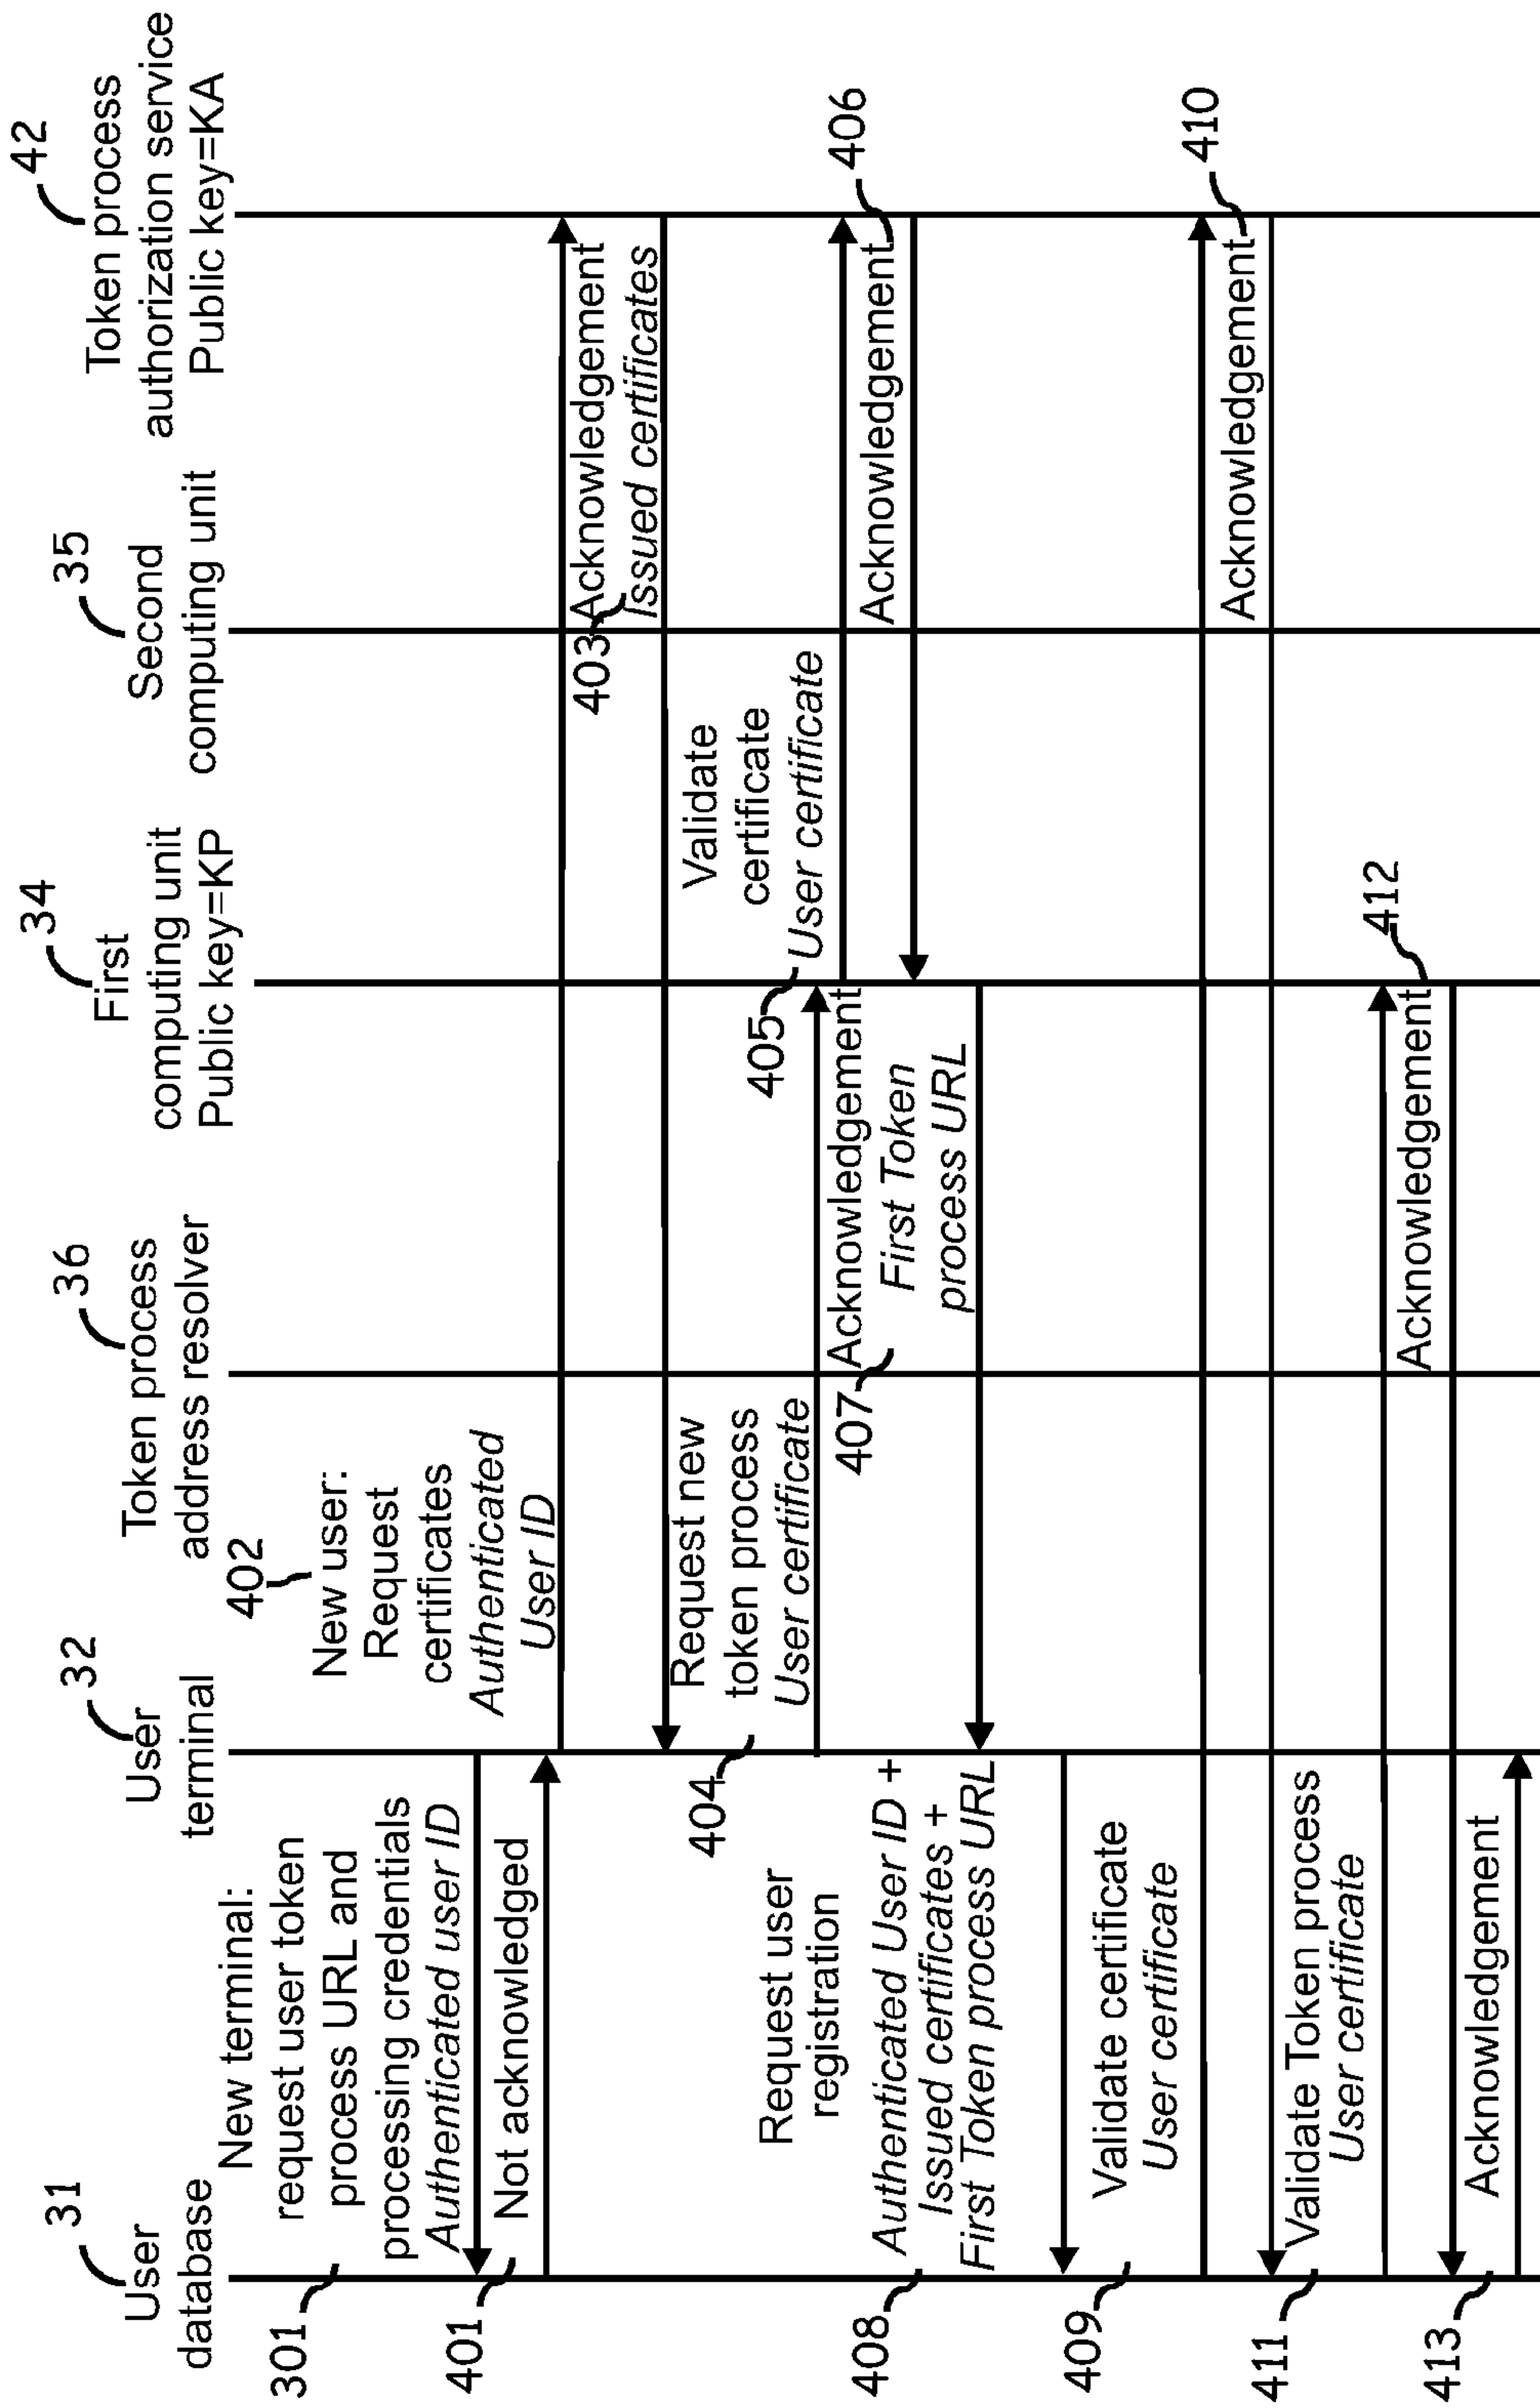 31
User
database
32
User
terminal
36
Token process
address resolver
34
First
computing unit
Public key=KP
35
Second
computing unit
42
Token process
authorization service
Public key=KA
301
New terminal:
request user token
process URL and
processing credentials
Authenticated user ID
401
Not acknowledged
402
New user:
Request
certificates
Authenticated
User ID
Acknowledgement
403
Issued certificates
404
Request new
token process
User certificate
Validate
certificate
405
User certificate
Acknowledgement
406
Acknowledgement
407
First Token
process URL
Request user
registration
408
Authenticated User ID +
Issued certificates +
First Token process URL
409
Validate certificate
User certificate
Acknowledgement
410
411
Validate Token process
User certificate
Acknowledgement
412
413
Acknowledgement